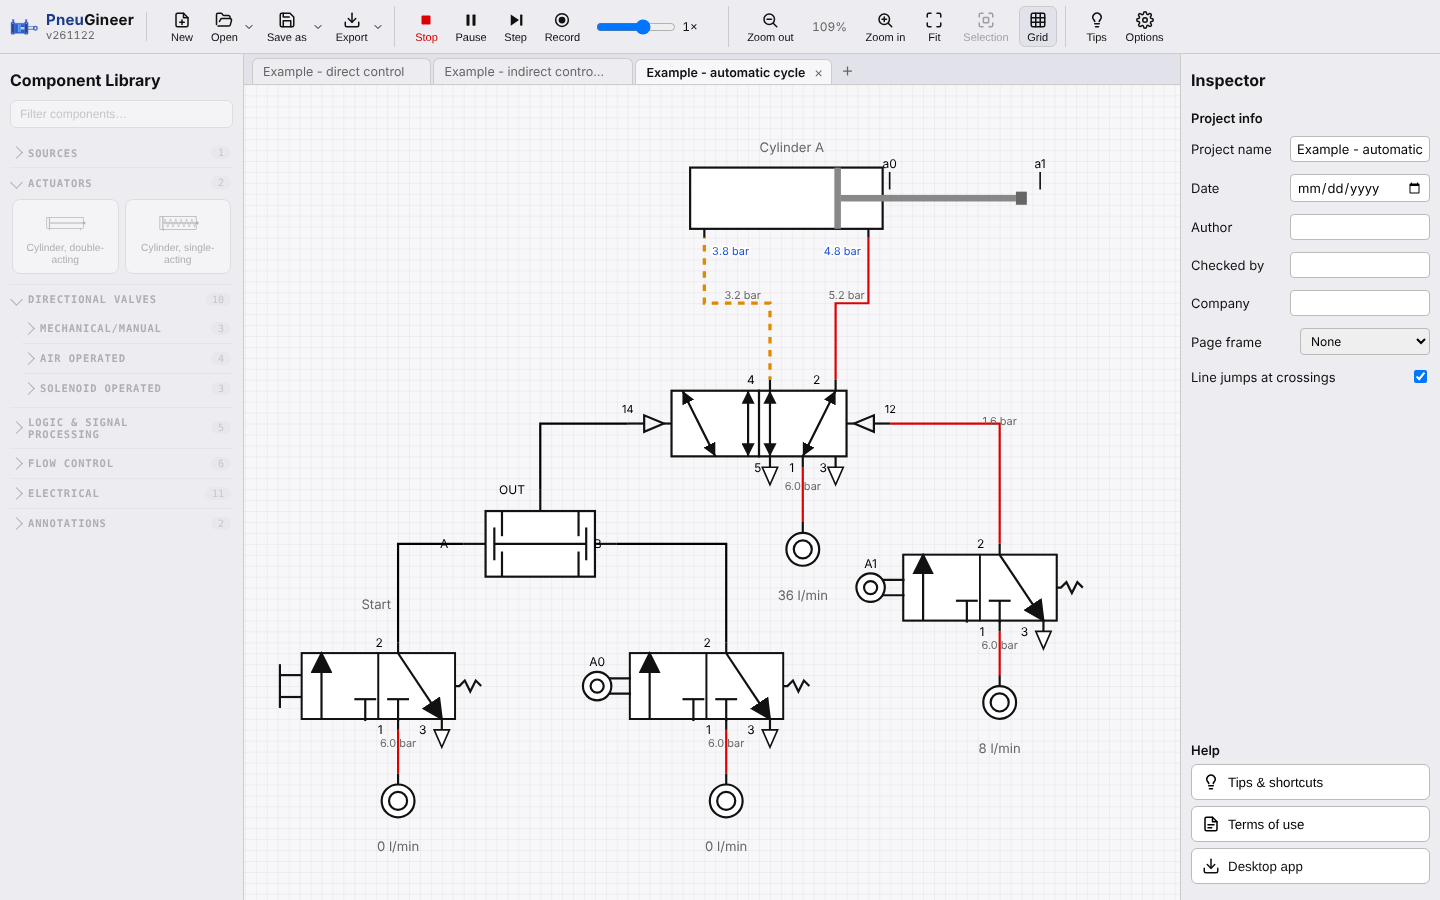 PneuGineer
v261122
New
Open
Save as
Export
Stop
Pause
Step
Record
1×
Zoom out
109%
Zoom in
Fit
Selection
Grid
Tips
Options
Component Library
Filter components…
SOURCES 1
ACTUATORS 2
Cylinder, double-
acting
Cylinder, single-
acting
DIRECTIONAL VALVES 10
MECHANICAL/MANUAL 3
AIR OPERATED 4
SOLENOID OPERATED 3
LOGIC & SIGNAL
PROCESSING 5
FLOW CONTROL 6
ELECTRICAL 11
ANNOTATIONS 2
Example - direct control
Example - indirect contro…
Example - automatic cycle ×
+
Cylinder A
a0
a1
3.8 bar
4.8 bar
3.2 bar
5.2 bar
4
2
14
12
1.6 bar
5
1
3
6.0 bar
OUT
A
B
36 l/min
A1
2
1
3
6.0 bar
8 l/min
Start
2
1
3
6.0 bar
0 l/min
A0
2
1
3
6.0 bar
0 l/min
Inspector
Project info
Project name Example - automatic
Date mm/dd/yyyy
Author
Checked by
Company
Page frame None
Line jumps at crossings
Help
Tips & shortcuts
Terms of use
Desktop app